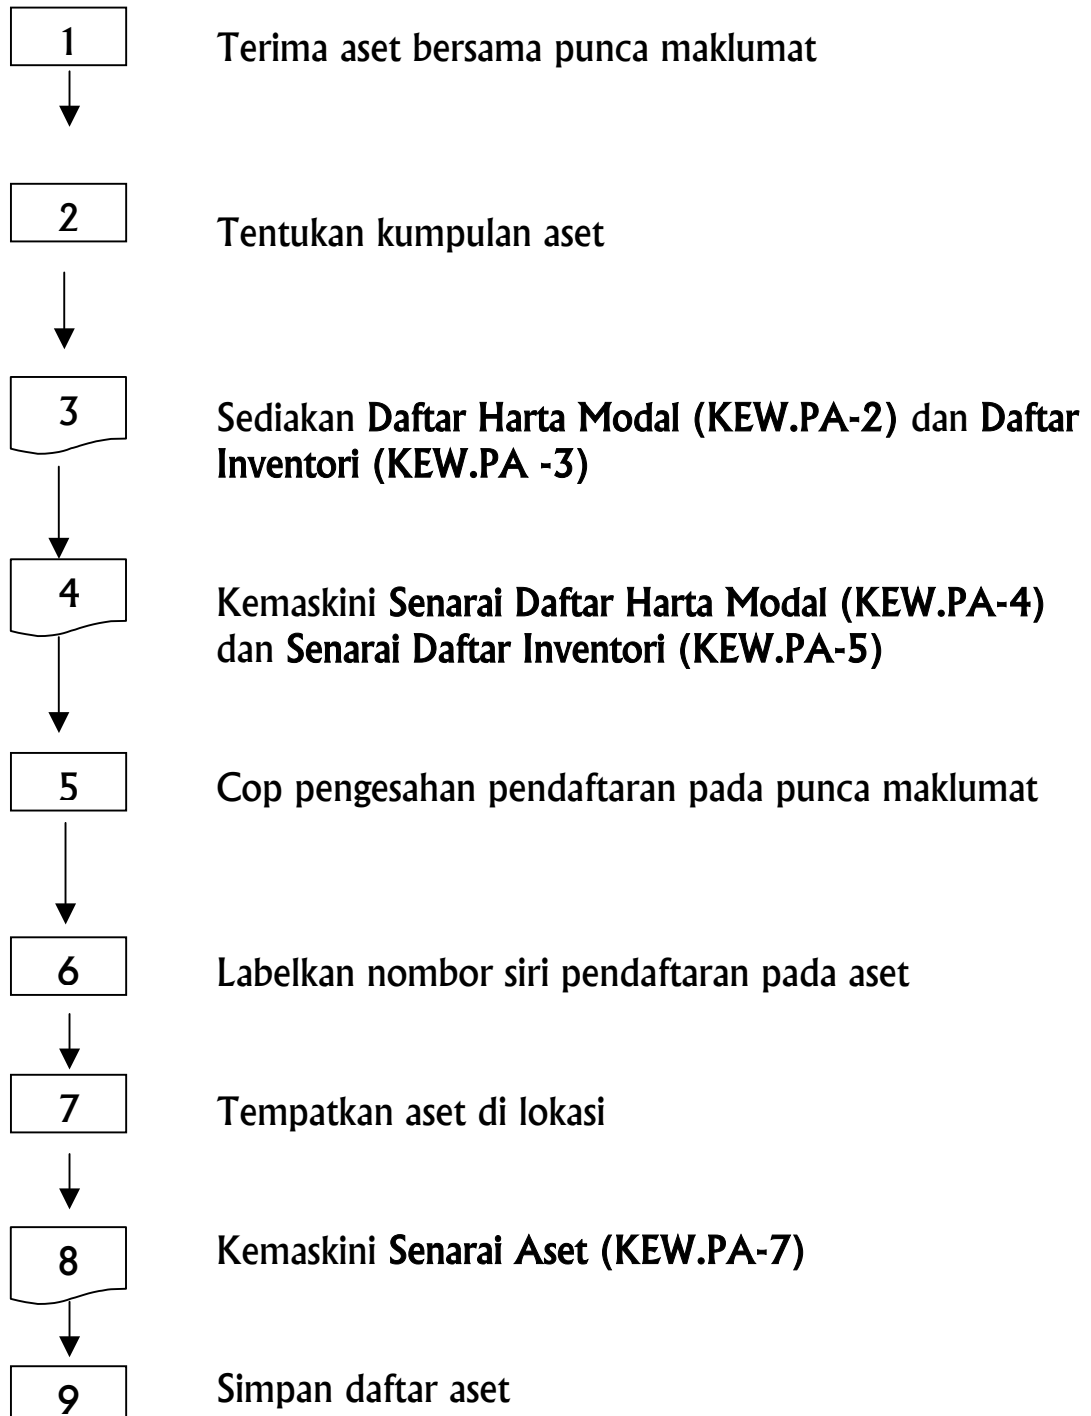 1 Terima aset bersama punca maklumat
2 Tentukan kumpulan aset
3 Sediakan Daftar Harta Modal (KEW.PA-2) dan Daftar
Inventori (KEW.PA -3)
4 Kemaskini Senarai Daftar Harta Modal (KEW.PA-4)
dan Senarai Daftar Inventori (KEW.PA-5)
5 Cop pengesahan pendaftaran pada punca maklumat
6 Labelkan nombor siri pendaftaran pada aset
7 Tempatkan aset di lokasi
8 Kemaskini Senarai Aset (KEW.PA-7)
9 Simpan daftar aset